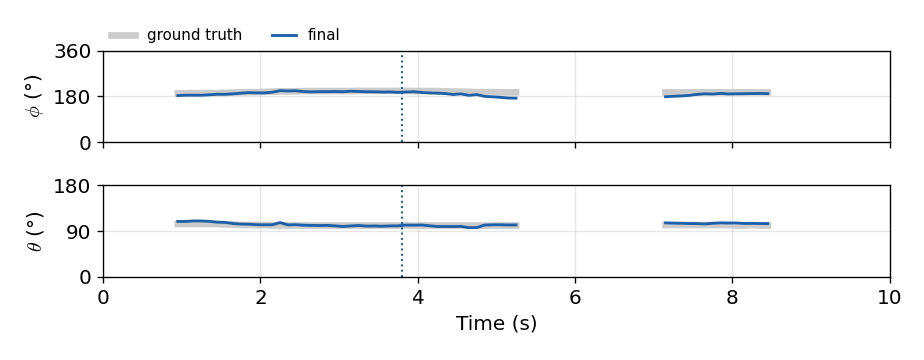 ground truth final
360
180
0
ϕ (°)
180
90
0
θ (°)
0 2 4 6 8 10
Time (s)